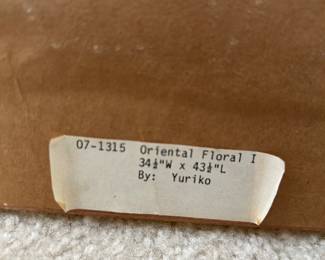 07-1315 Oriental Floral I
34½"W x 43½"L
By: Yuriko